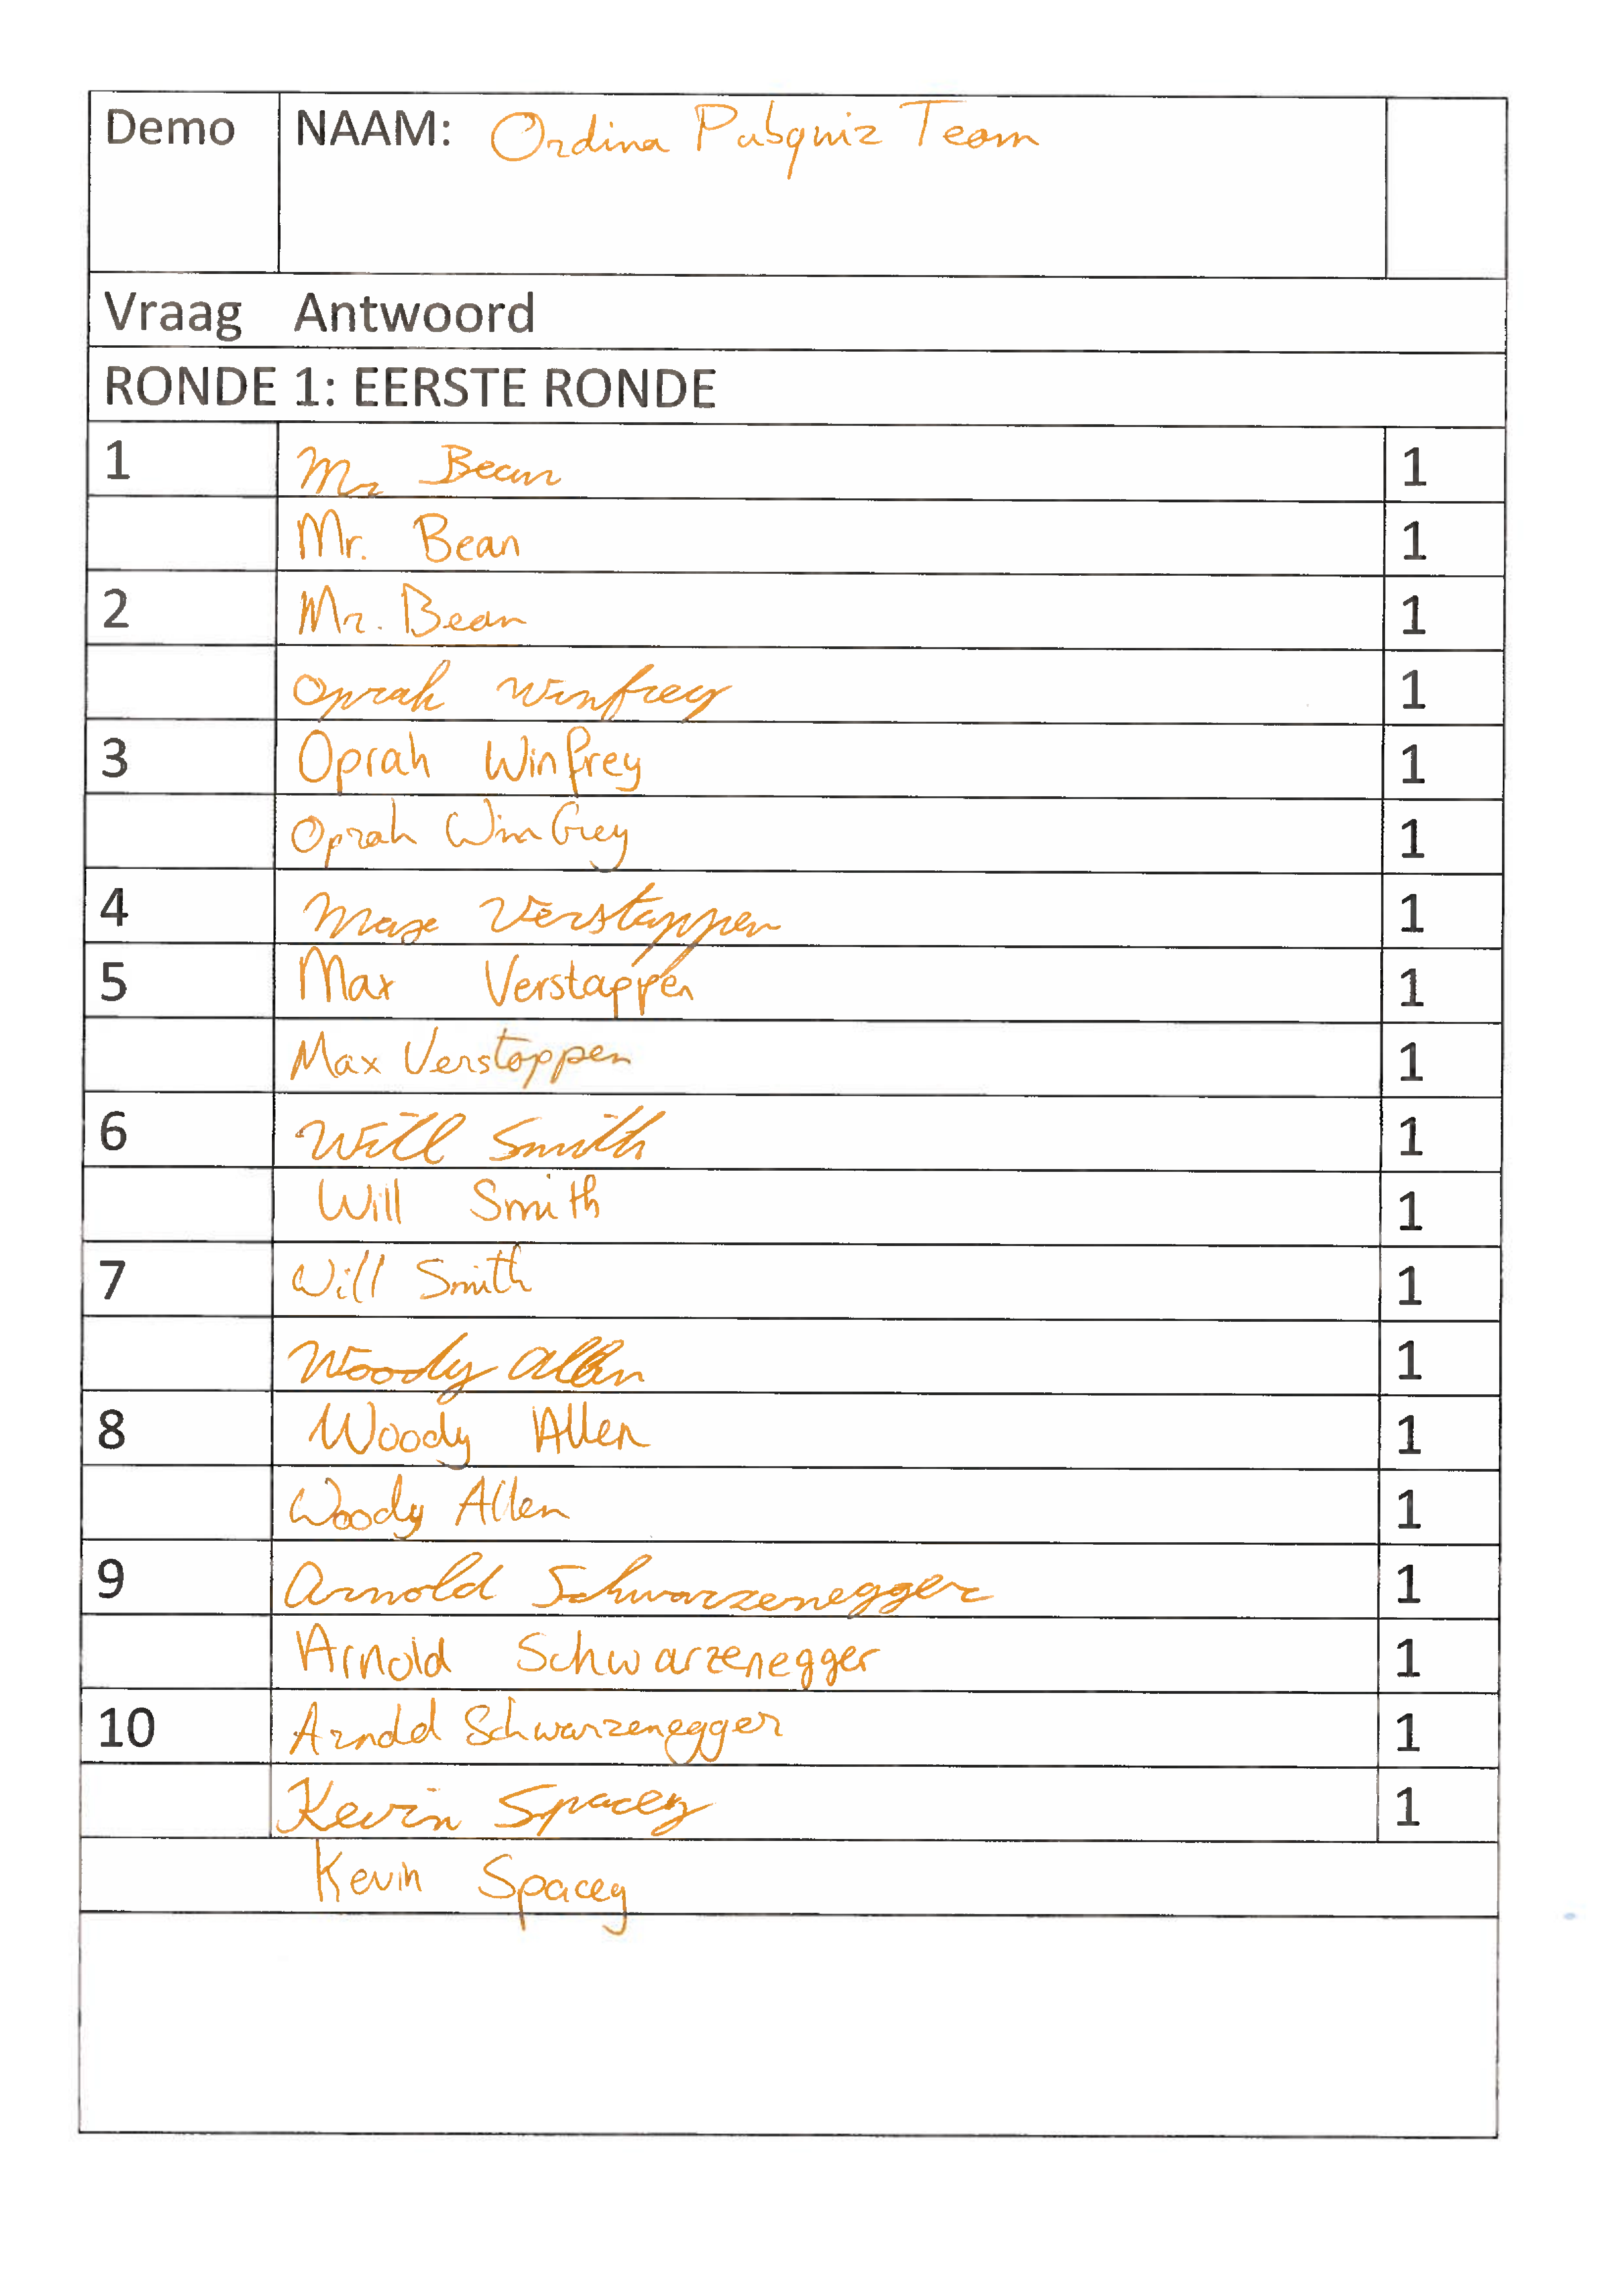 Demo NAAM: Ordina Pubquiz Team
Vraag Antwoord
RONDE 1: EERSTE RONDE
1 Mr Bean 1
Mr. Bean 1
2 Mr. Bean 1
Oprah Winfrey 1
3 Oprah Winfrey 1
Oprah Winfrey 1
4 Max Verstappen 1
5 Max Verstappen 1
Max Verstappen 1
6 Will Smith 1
Will Smith 1
7 Will Smith 1
Woody Allen 1
8 Woody Allen 1
Woody Allen 1
9 Arnold Schwarzenegger 1
Arnold Schwarzenegger 1
10 Arnold Schwarzenegger 1
Kevin Spacey 1
Kevin Spacey